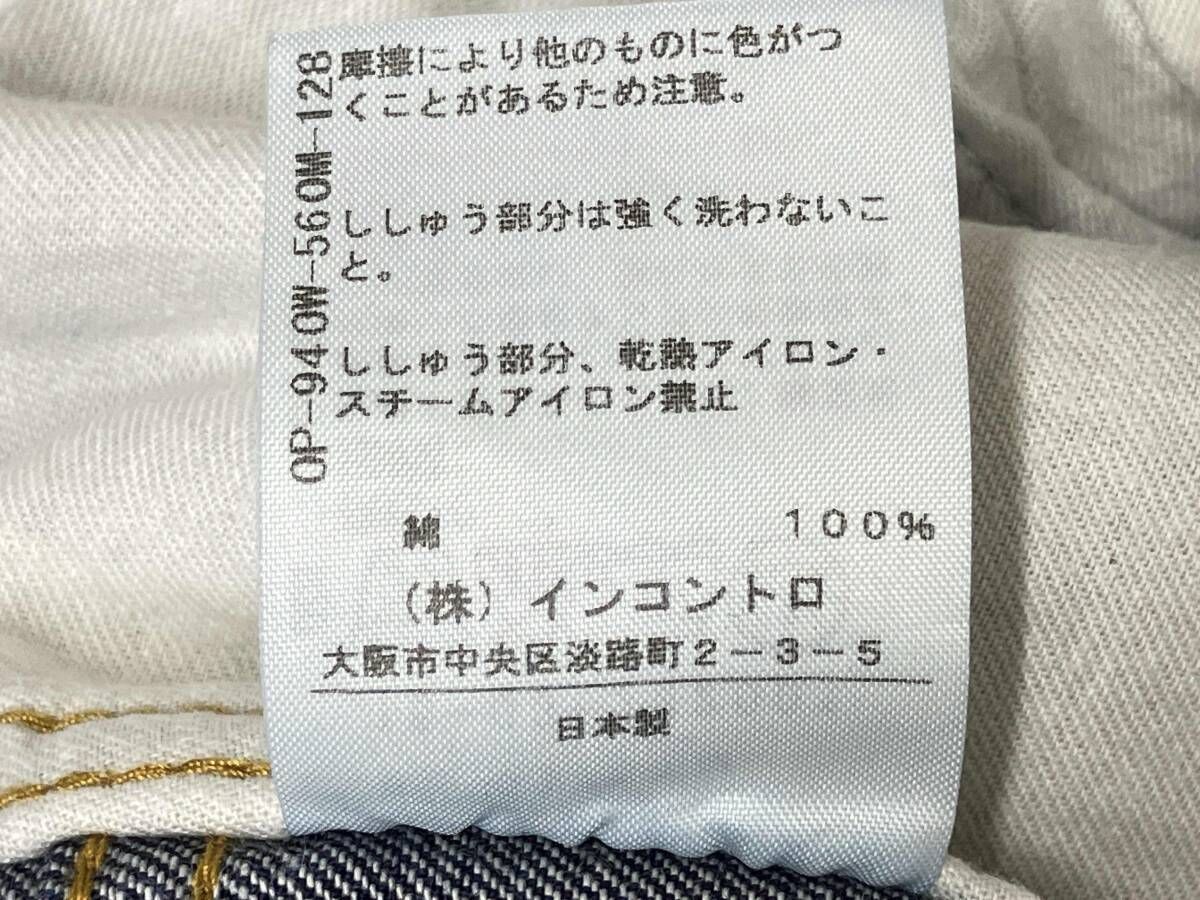 OP-940W-560M-128
摩擦により他のものに色がつ
くことがあるため注意。
ししゅう部分は強く洗わないこ
と。
ししゅう部分、乾熱アイロン・
スチームアイロン禁止
綿 100%
(株)インコントロ
大阪市中央区淡路町2-3-5
日本製